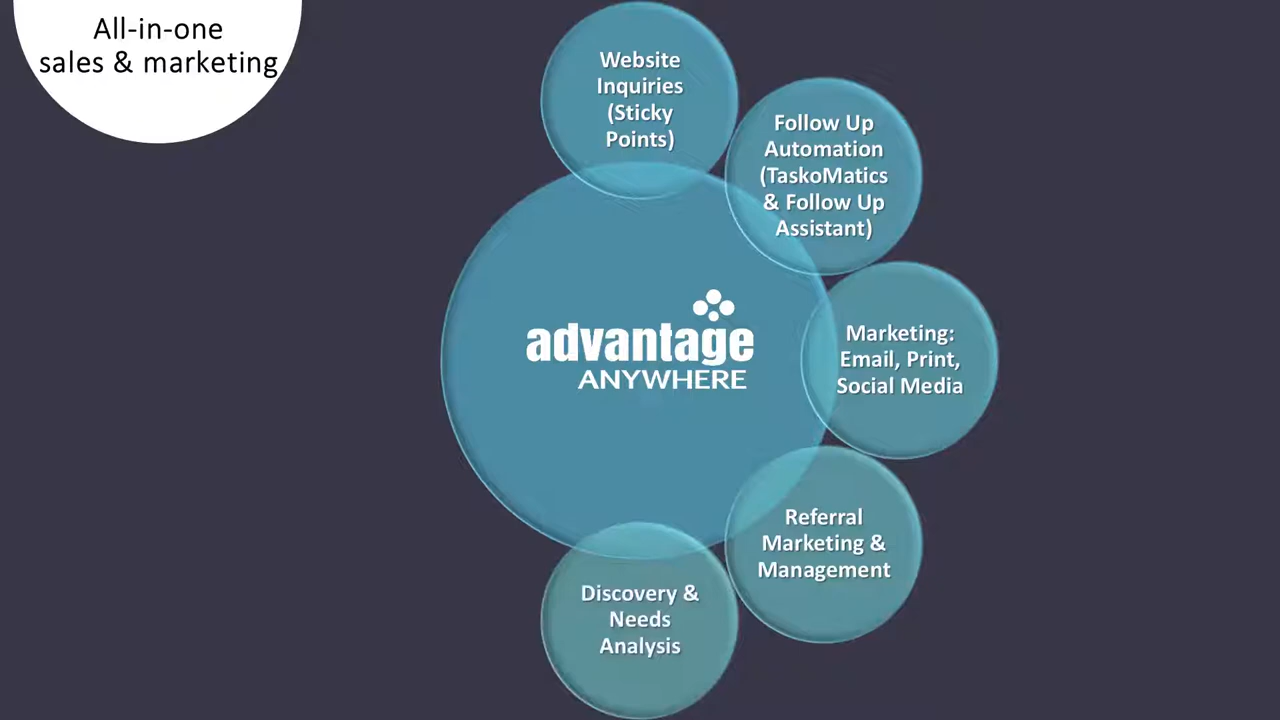 All-in-one
sales & marketing
Website
Inquiries
(Sticky
Points)
Follow Up
Automation
(TaskoMatics
& Follow Up
Assistant)
advantage
ANYWHERE
Marketing:
Email, Print,
Social Media
Referral
Marketing &
Management
Discovery &
Needs
Analysis